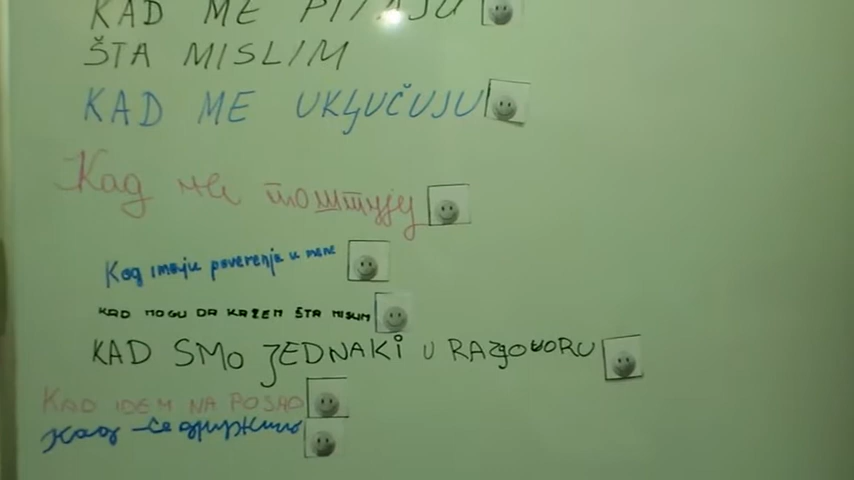 KAD ME PITAJU
ŠTA MISLIM
KAD ME UKLJUČUJU
Кад ме поштују
Kad imaju poverenja u mene
KAD MOGU DA KAŽEM ŠTA MISLIM
KAD SMO JEDNAKI U RAZGOVORU
KAD IDEM NA POSAO
Кад се дружимо